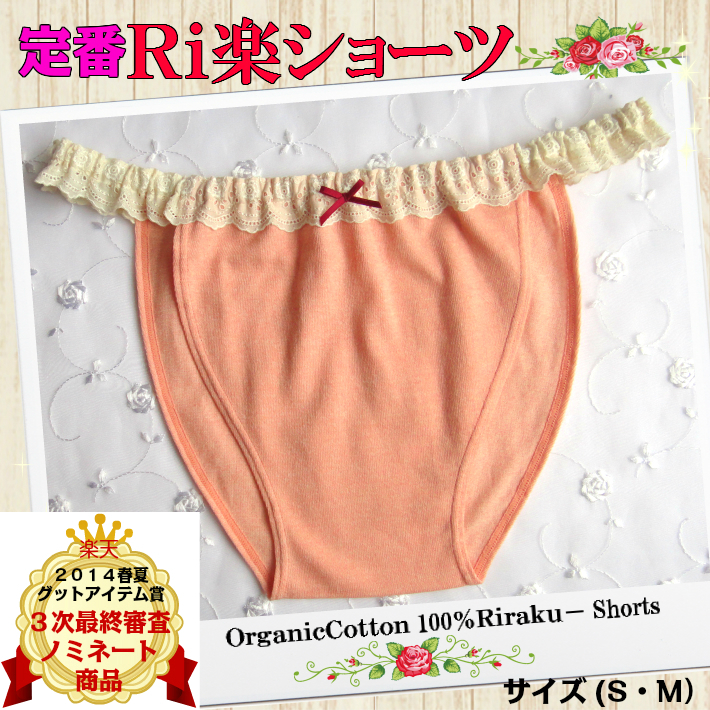 定番Ri楽ショーツ
楽天
2014春夏
グットアイテム賞
3次最終審査
ノミネート
商品
OrganicCotton 100%Riraku－ Shorts
サイズ(S・M)